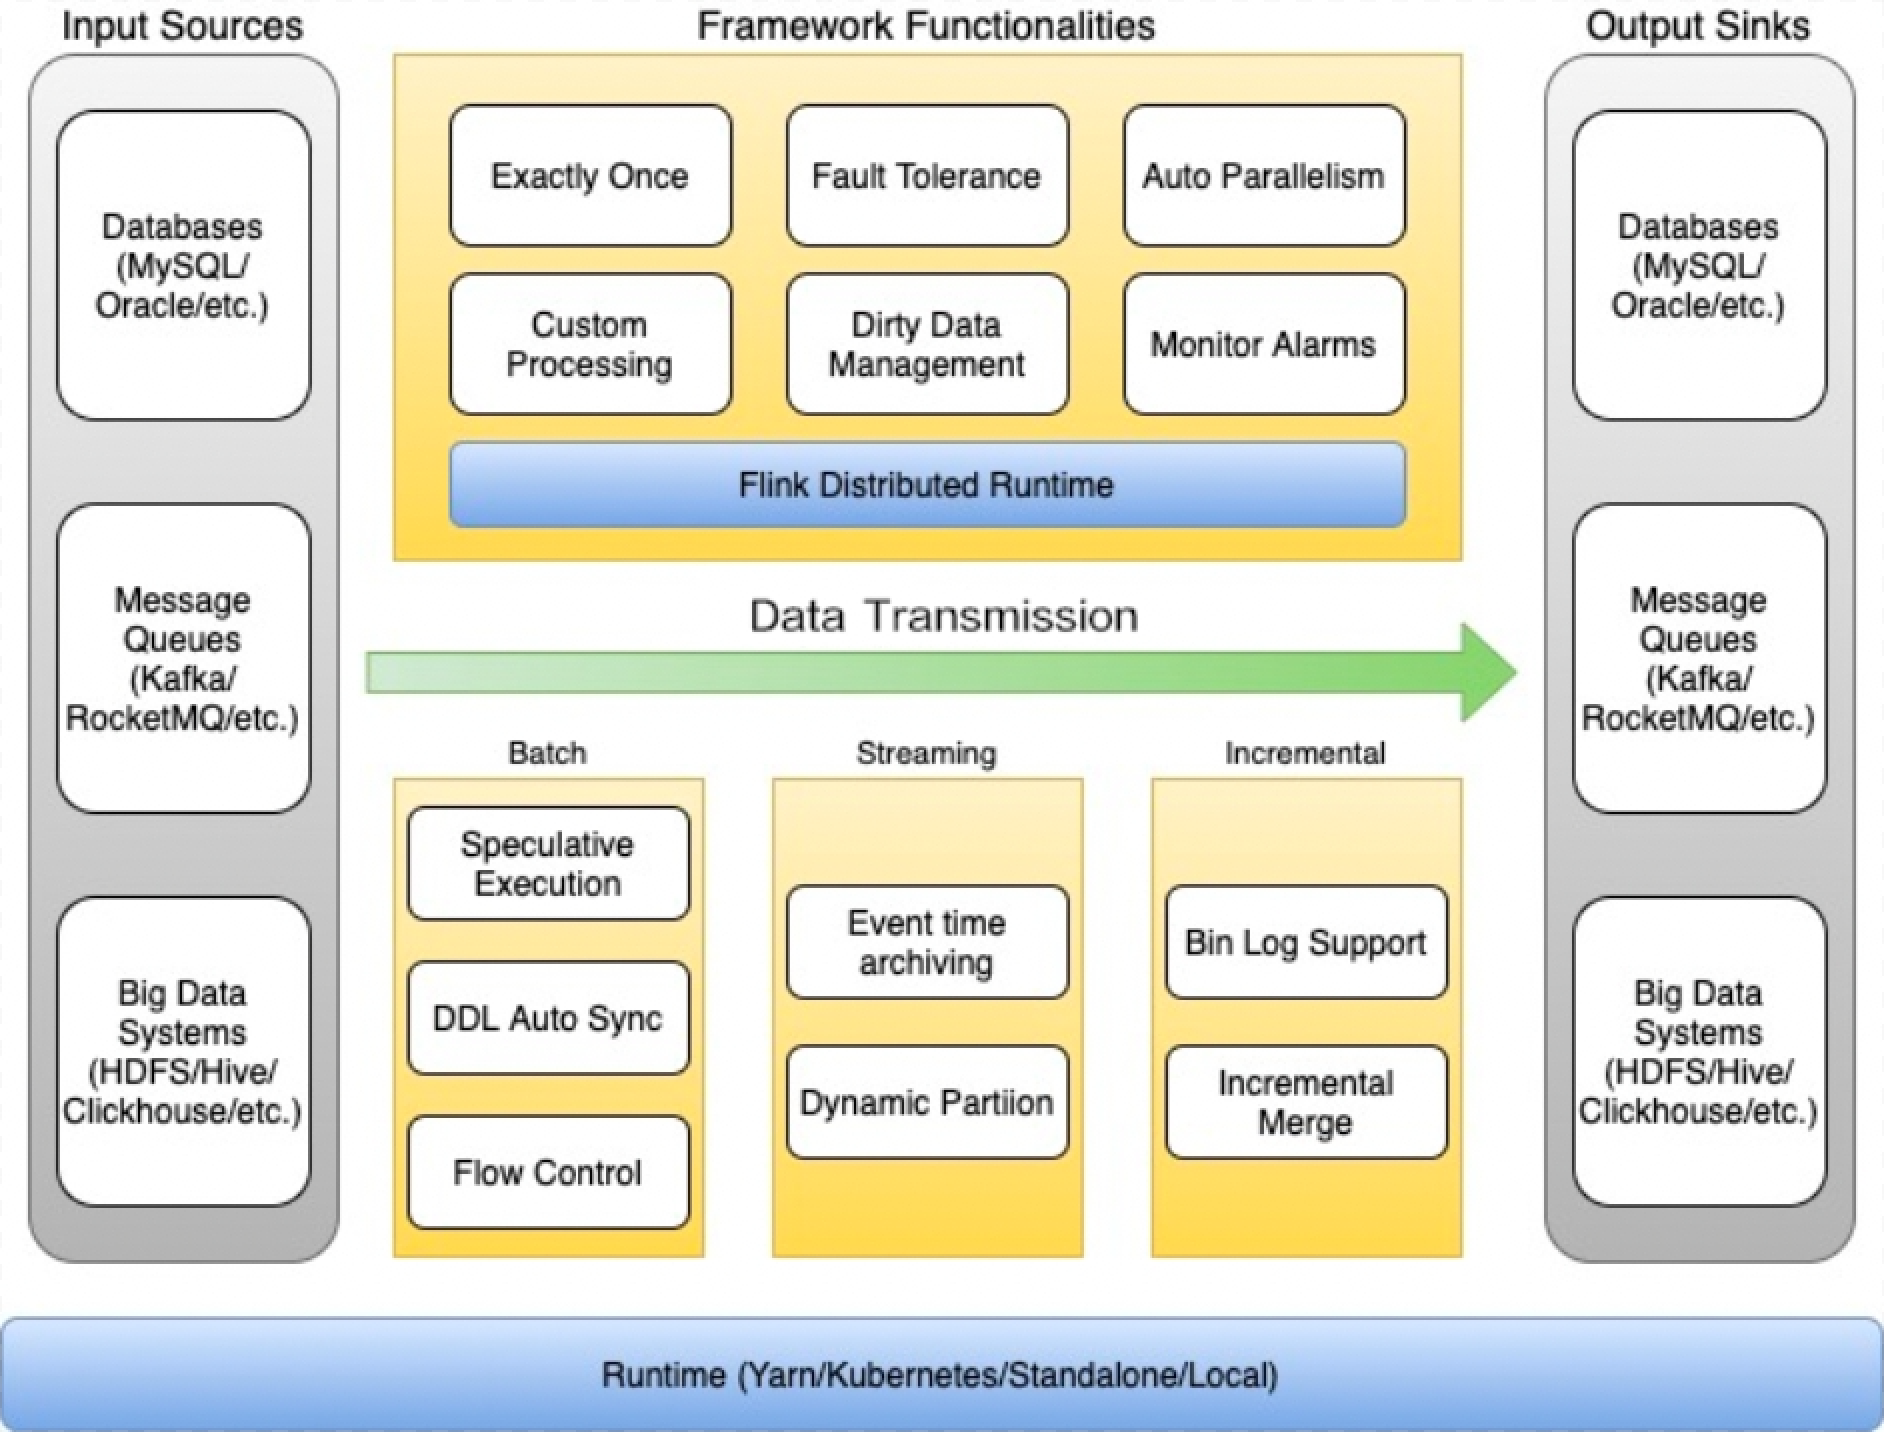 Input Sources
Framework Functionalities
Output Sinks
Databases
(MySQL/
Oracle/etc.)
Message
Queues
(Kafka/
RocketMQ/etc.)
Big Data
Systems
(HDFS/Hive/
Clickhouse/etc.)
Exactly Once
Fault Tolerance
Auto Parallelism
Custom
Processing
Dirty Data
Management
Monitor Alarms
Flink Distributed Runtime
Data Transmission
Batch
Speculative
Execution
DDL Auto Sync
Flow Control
Streaming
Event time
archiving
Dynamic Partiion
Incremental
Bin Log Support
Incremental
Merge
Databases
(MySQL/
Oracle/etc.)
Message
Queues
(Kafka/
RocketMQ/etc.)
Big Data
Systems
(HDFS/Hive/
Clickhouse/etc.)
Runtime (Yarn/Kubernetes/Standalone/Local)